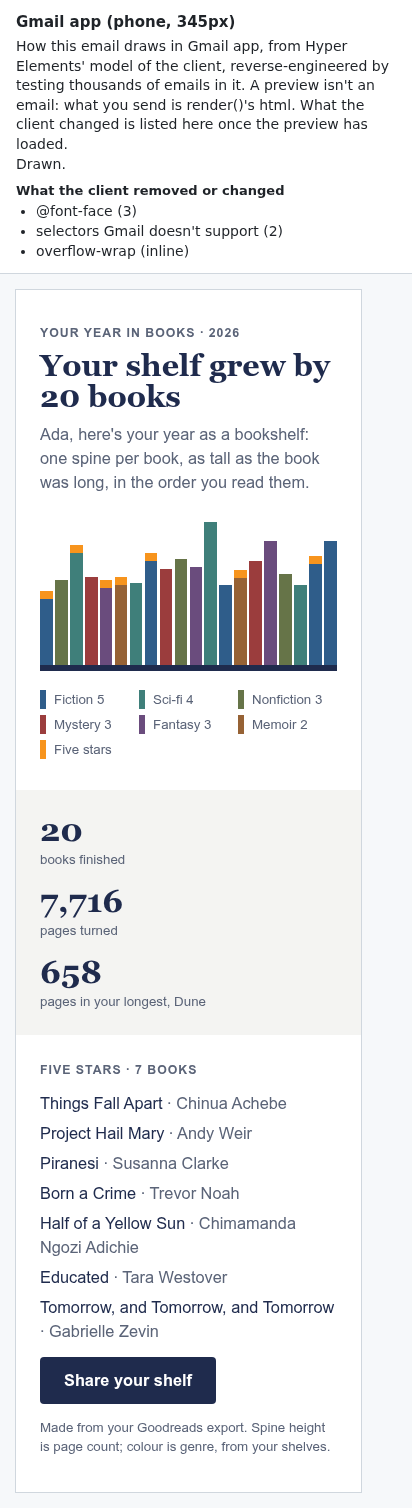 Gmail app (phone, 345px)
How this email draws in Gmail app, from Hyper
Elements' model of the client, reverse-engineered by
testing thousands of emails in it. A preview isn't an
email: what you send is render()'s html. What the
client changed is listed here once the preview has
loaded.
Drawn.
What the client removed or changed
• @font-face (3)
• selectors Gmail doesn't support (2)
• overflow-wrap (inline)
YOUR YEAR IN BOOKS · 2026
Your shelf grew by
20 books
Ada, here's your year as a bookshelf:
one spine per book, as tall as the book
was long, in the order you read them.
Fiction 5 Sci-fi 4 Nonfiction 3
Mystery 3 Fantasy 3 Memoir 2
Five stars
20
books finished
7,716
pages turned
658
pages in your longest, Dune
FIVE STARS · 7 BOOKS
Things Fall Apart · Chinua Achebe
Project Hail Mary · Andy Weir
Piranesi · Susanna Clarke
Born a Crime · Trevor Noah
Half of a Yellow Sun · Chimamanda
Ngozi Adichie
Educated · Tara Westover
Tomorrow, and Tomorrow, and Tomorrow
· Gabrielle Zevin
Share your shelf
Made from your Goodreads export. Spine height
is page count; colour is genre, from your shelves.